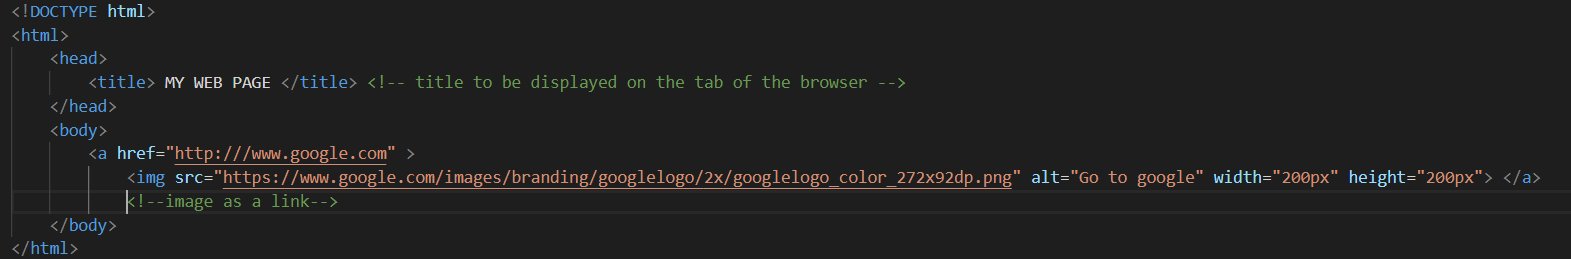 <!DOCTYPE html>
<html>
<head>
<title> MY WEB PAGE </title> <!-- title to be displayed on the tab of the browser -->
</head>
<body>
<a href="http:///www.google.com" >
<img src="https://www.google.com/images/branding/googlelogo/2x/googlelogo_color_272x92dp.png" alt="Go to google" width="200px" height="200px"> </a>
<!--image as a link-->
</body>
</html>